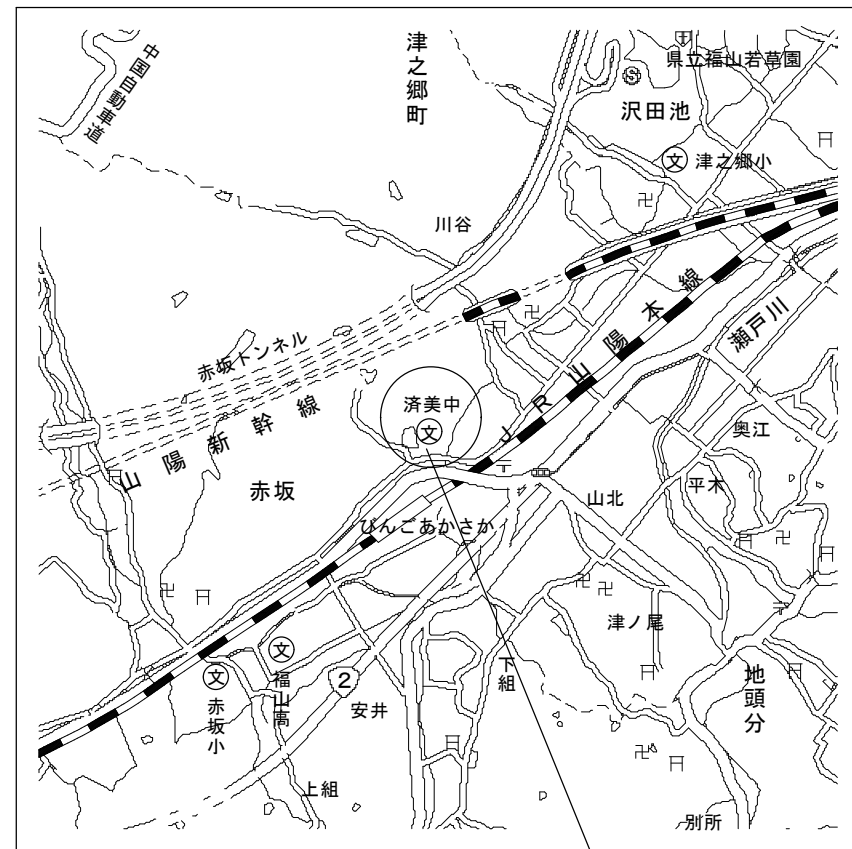 中国自動車道
津之郷町
県立福山若草園
沢田池
文 津之郷小
川谷
赤坂トンネル
山陽新幹線
JR山陽本線
瀬戸川
済美中
文
奥江
赤坂
山北
平木
びんごあかさか
津ノ尾
下組
地頭分
文
福山高
文
赤坂小
2
安井
上組
別所